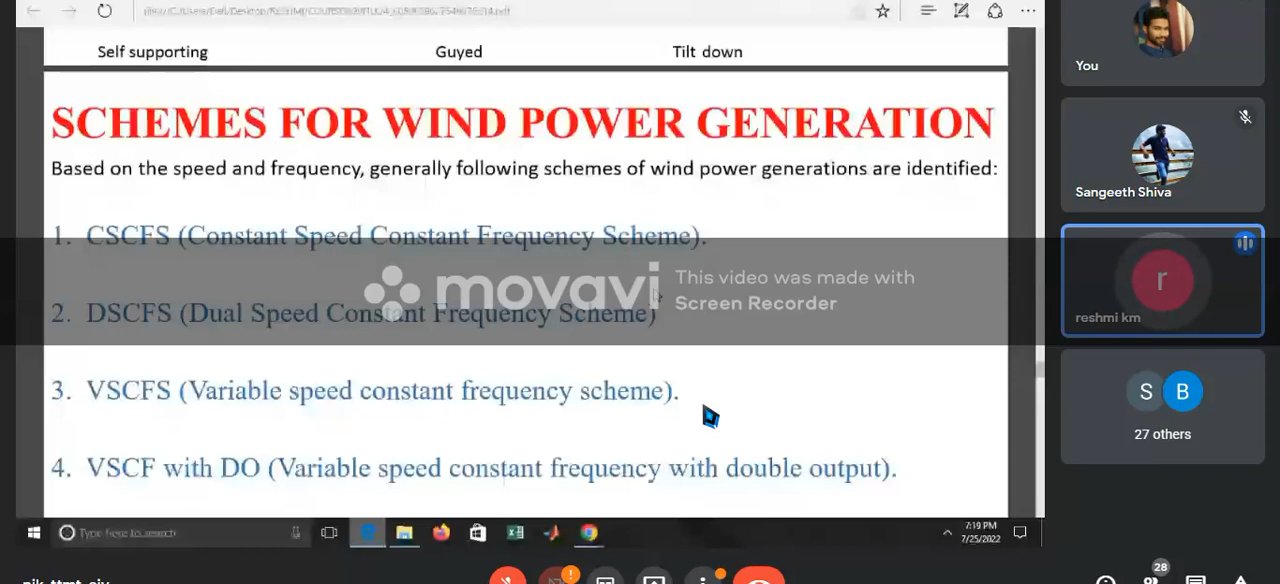 Self supporting Guyed Tilt down
SCHEMES FOR WIND POWER GENERATION
Based on the speed and frequency, generally following schemes of wind power generations are identified:
1. CSCFS (Constant Speed Constant Frequency Scheme).
2. DSCFS (Dual Speed Constant Frequency Scheme)
3. VSCFS (Variable speed constant frequency scheme).
4. VSCF with DO (Variable speed constant frequency with double output).
movavi
This video was made with
Screen Recorder
Type here to search
7:19 PM
7/25/2022
You
Sangeeth Shiva
r
reshmi km
S B
27 others
28